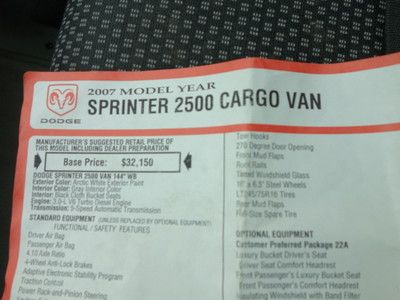 2007 MODEL YEAR
SPRINTER 2500 CARGO VAN
DODGE
MANUFACTURER'S SUGGESTED RETAIL PRICE OF
THIS MODEL INCLUDING DEALER PREPARATION
Base Price: $32,150
DODGE SPRINTER 2500 VAN 144" WB
Exterior Color: Arctic White Exterior Paint
Interior Color: Gray Interior Color
Interior: Black Cloth Bucket Seats
Engine: 3.0-L V6 Turbo Diesel Engine
Transmission: 5-Speed Automatic Transmission
STANDARD EQUIPMENT (UNLESS REPLACED BY OPTIONAL EQUIPMENT)
FUNCTIONAL / SAFETY FEATURES
Driver Air Bag
Passenger Air Bag
4.10 Axle Ratio
4-Wheel Anti-Lock Brakes
Adaptive Electronic Stability Program
Traction Control
Power Rack-and-Pinion Steering
Tow Hooks
270 Degree Door Opening
Front Mud Flaps
Roof Rails
Tinted Windshield Glass
16" x 6.5" Steel Wheels
LT245/75R16 Tires
Rear Mud Flaps
Full-Size Spare Tire
OPTIONAL EQUIPMENT
Customer Preferred Package 22A
Luxury Bucket Driver's Seat
Driver Seat Comfort Headrest
Front Passenger's Luxury Bucket Seat
Front Passenger Comfort Headrest
Insulating Windshield with Band Filter